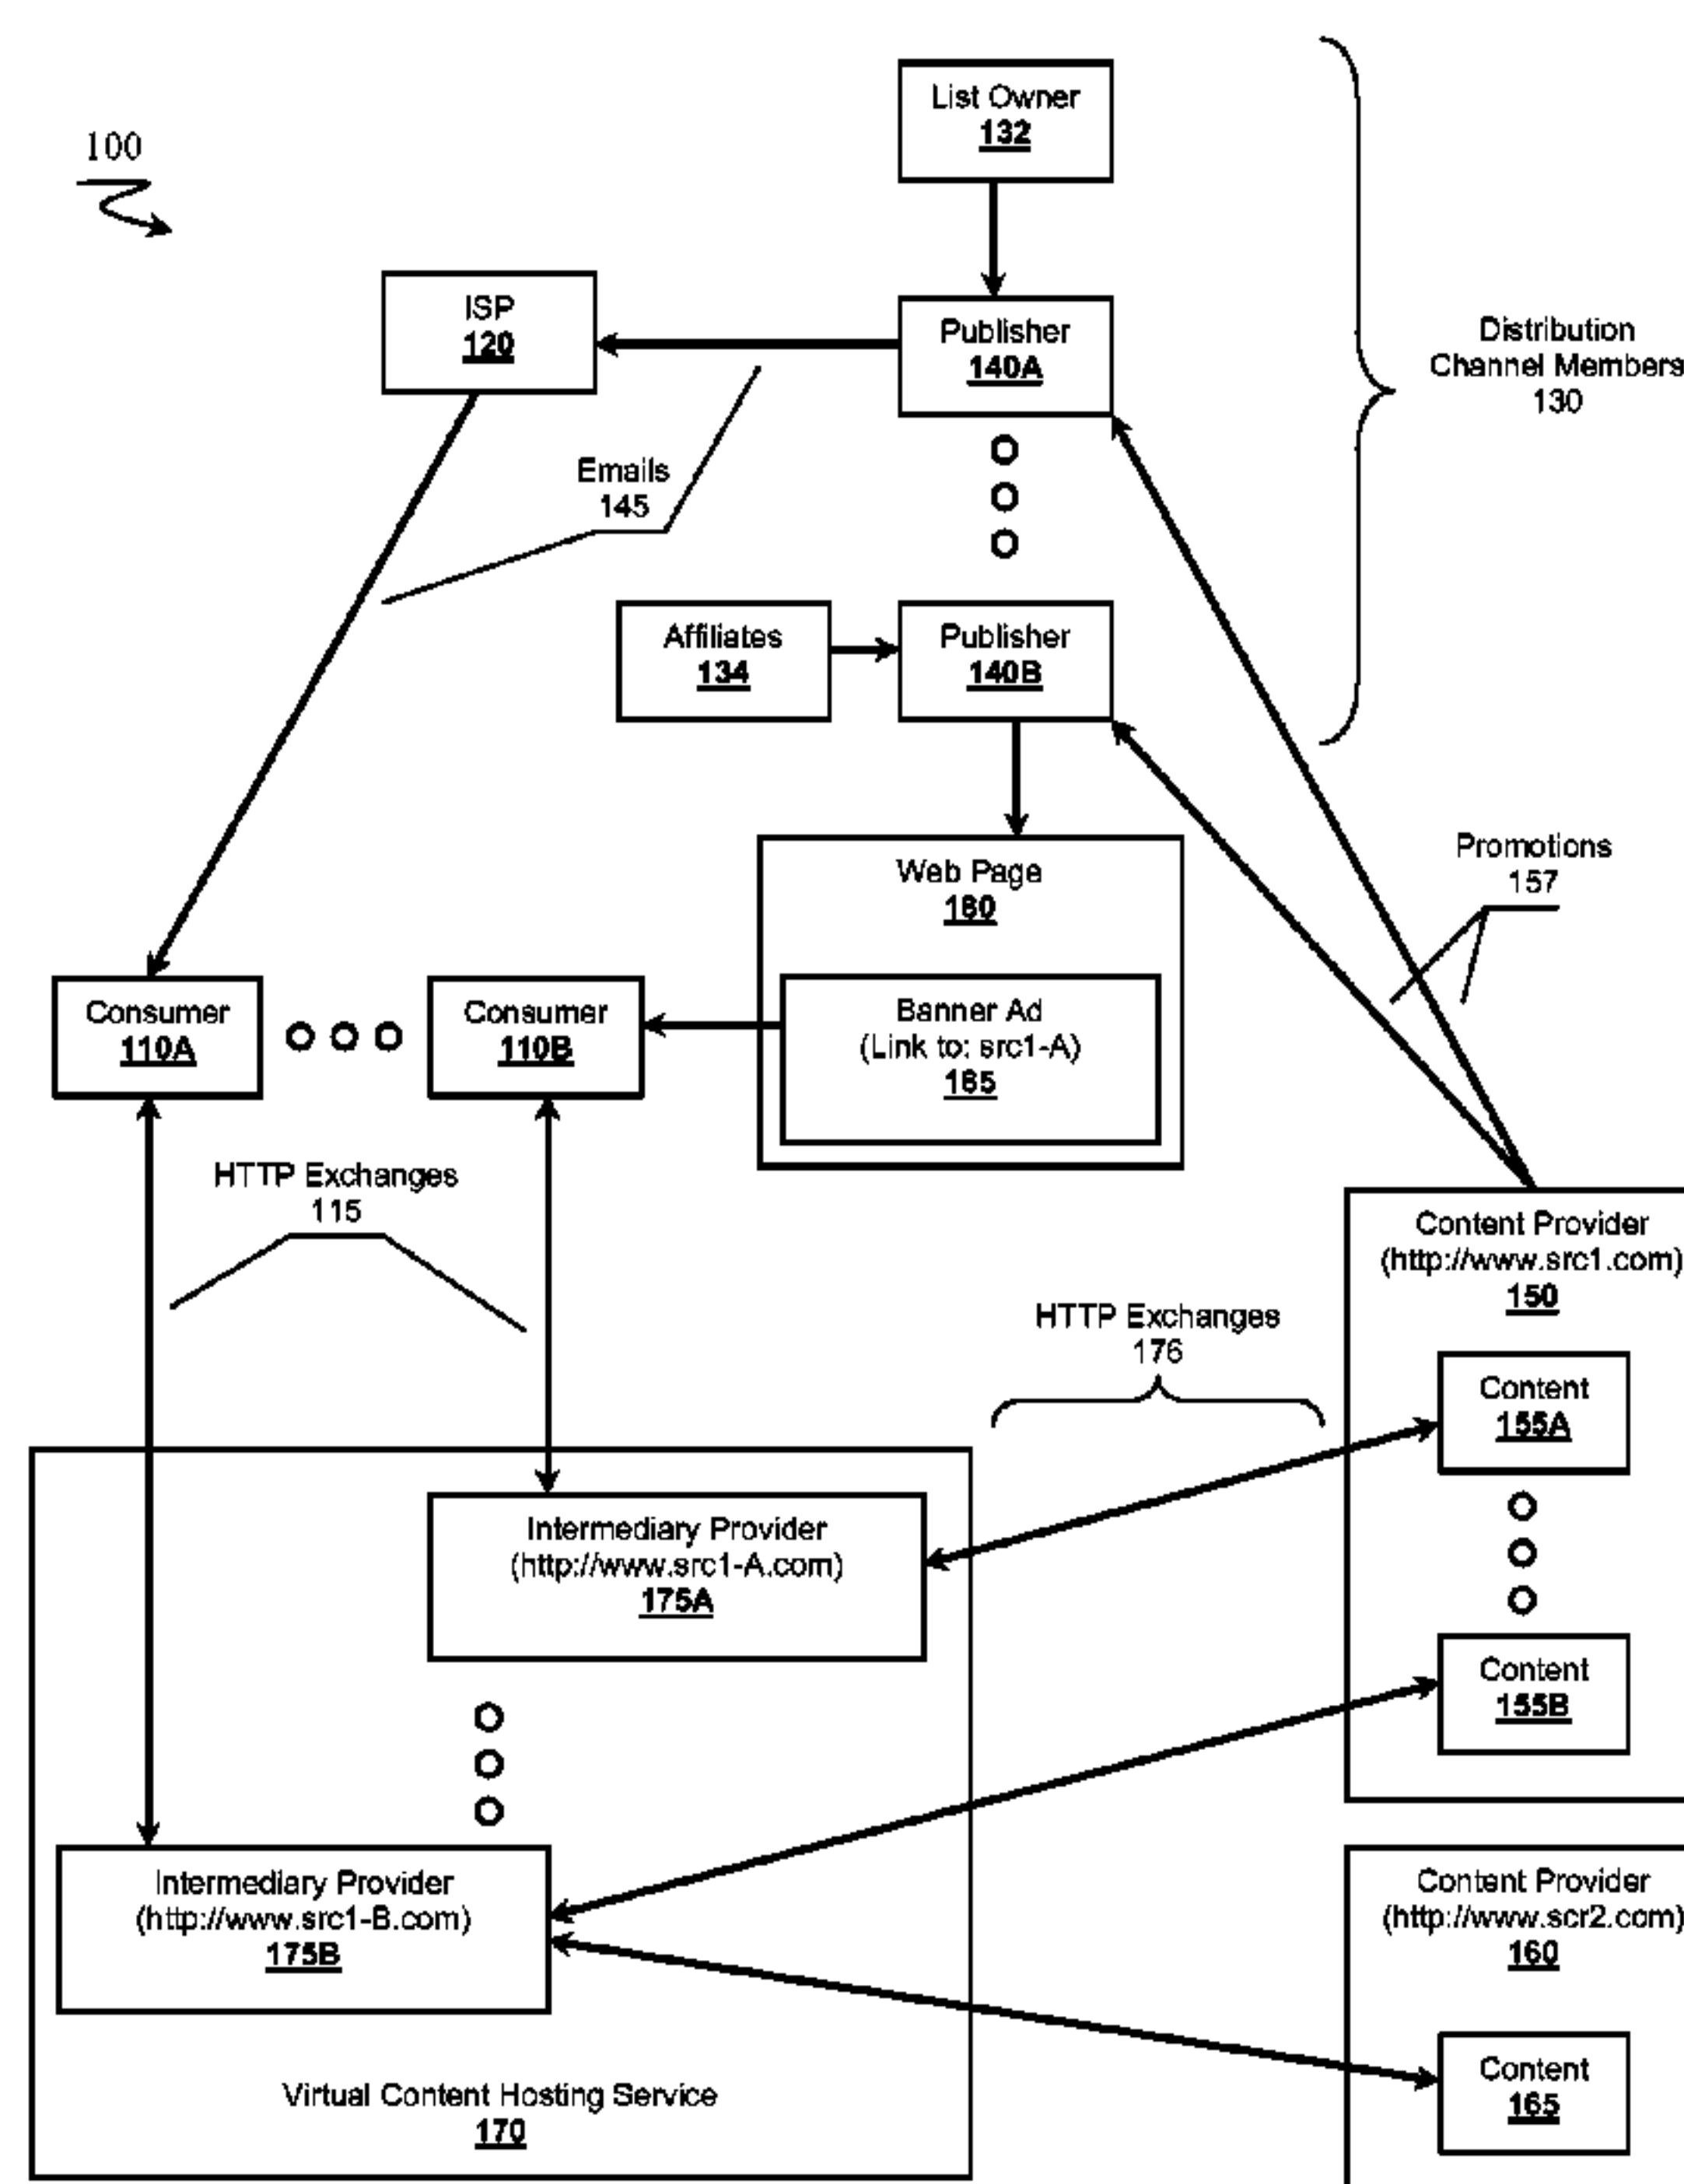 100
List Owner
132
ISP
120
Publisher
140A
Distribution
Channel Members
130
Emails
145
Affiliates
134
Publisher
140B
Web Page
180
Promotions
157
Consumer
110A
Consumer
110B
Banner Ad
(Link to: src1-A)
185
HTTP Exchanges
115
Content Provider
(http://www.src1.com)
150
HTTP Exchanges
176
Content
155A
Intermediary Provider
(http://www.src1-A.com)
175A
Content
155B
Intermediary Provider
(http://www.src1-B.com)
175B
Content Provider
(http://www.scr2.com)
160
Content
165
Virtual Content Hosting Service
170